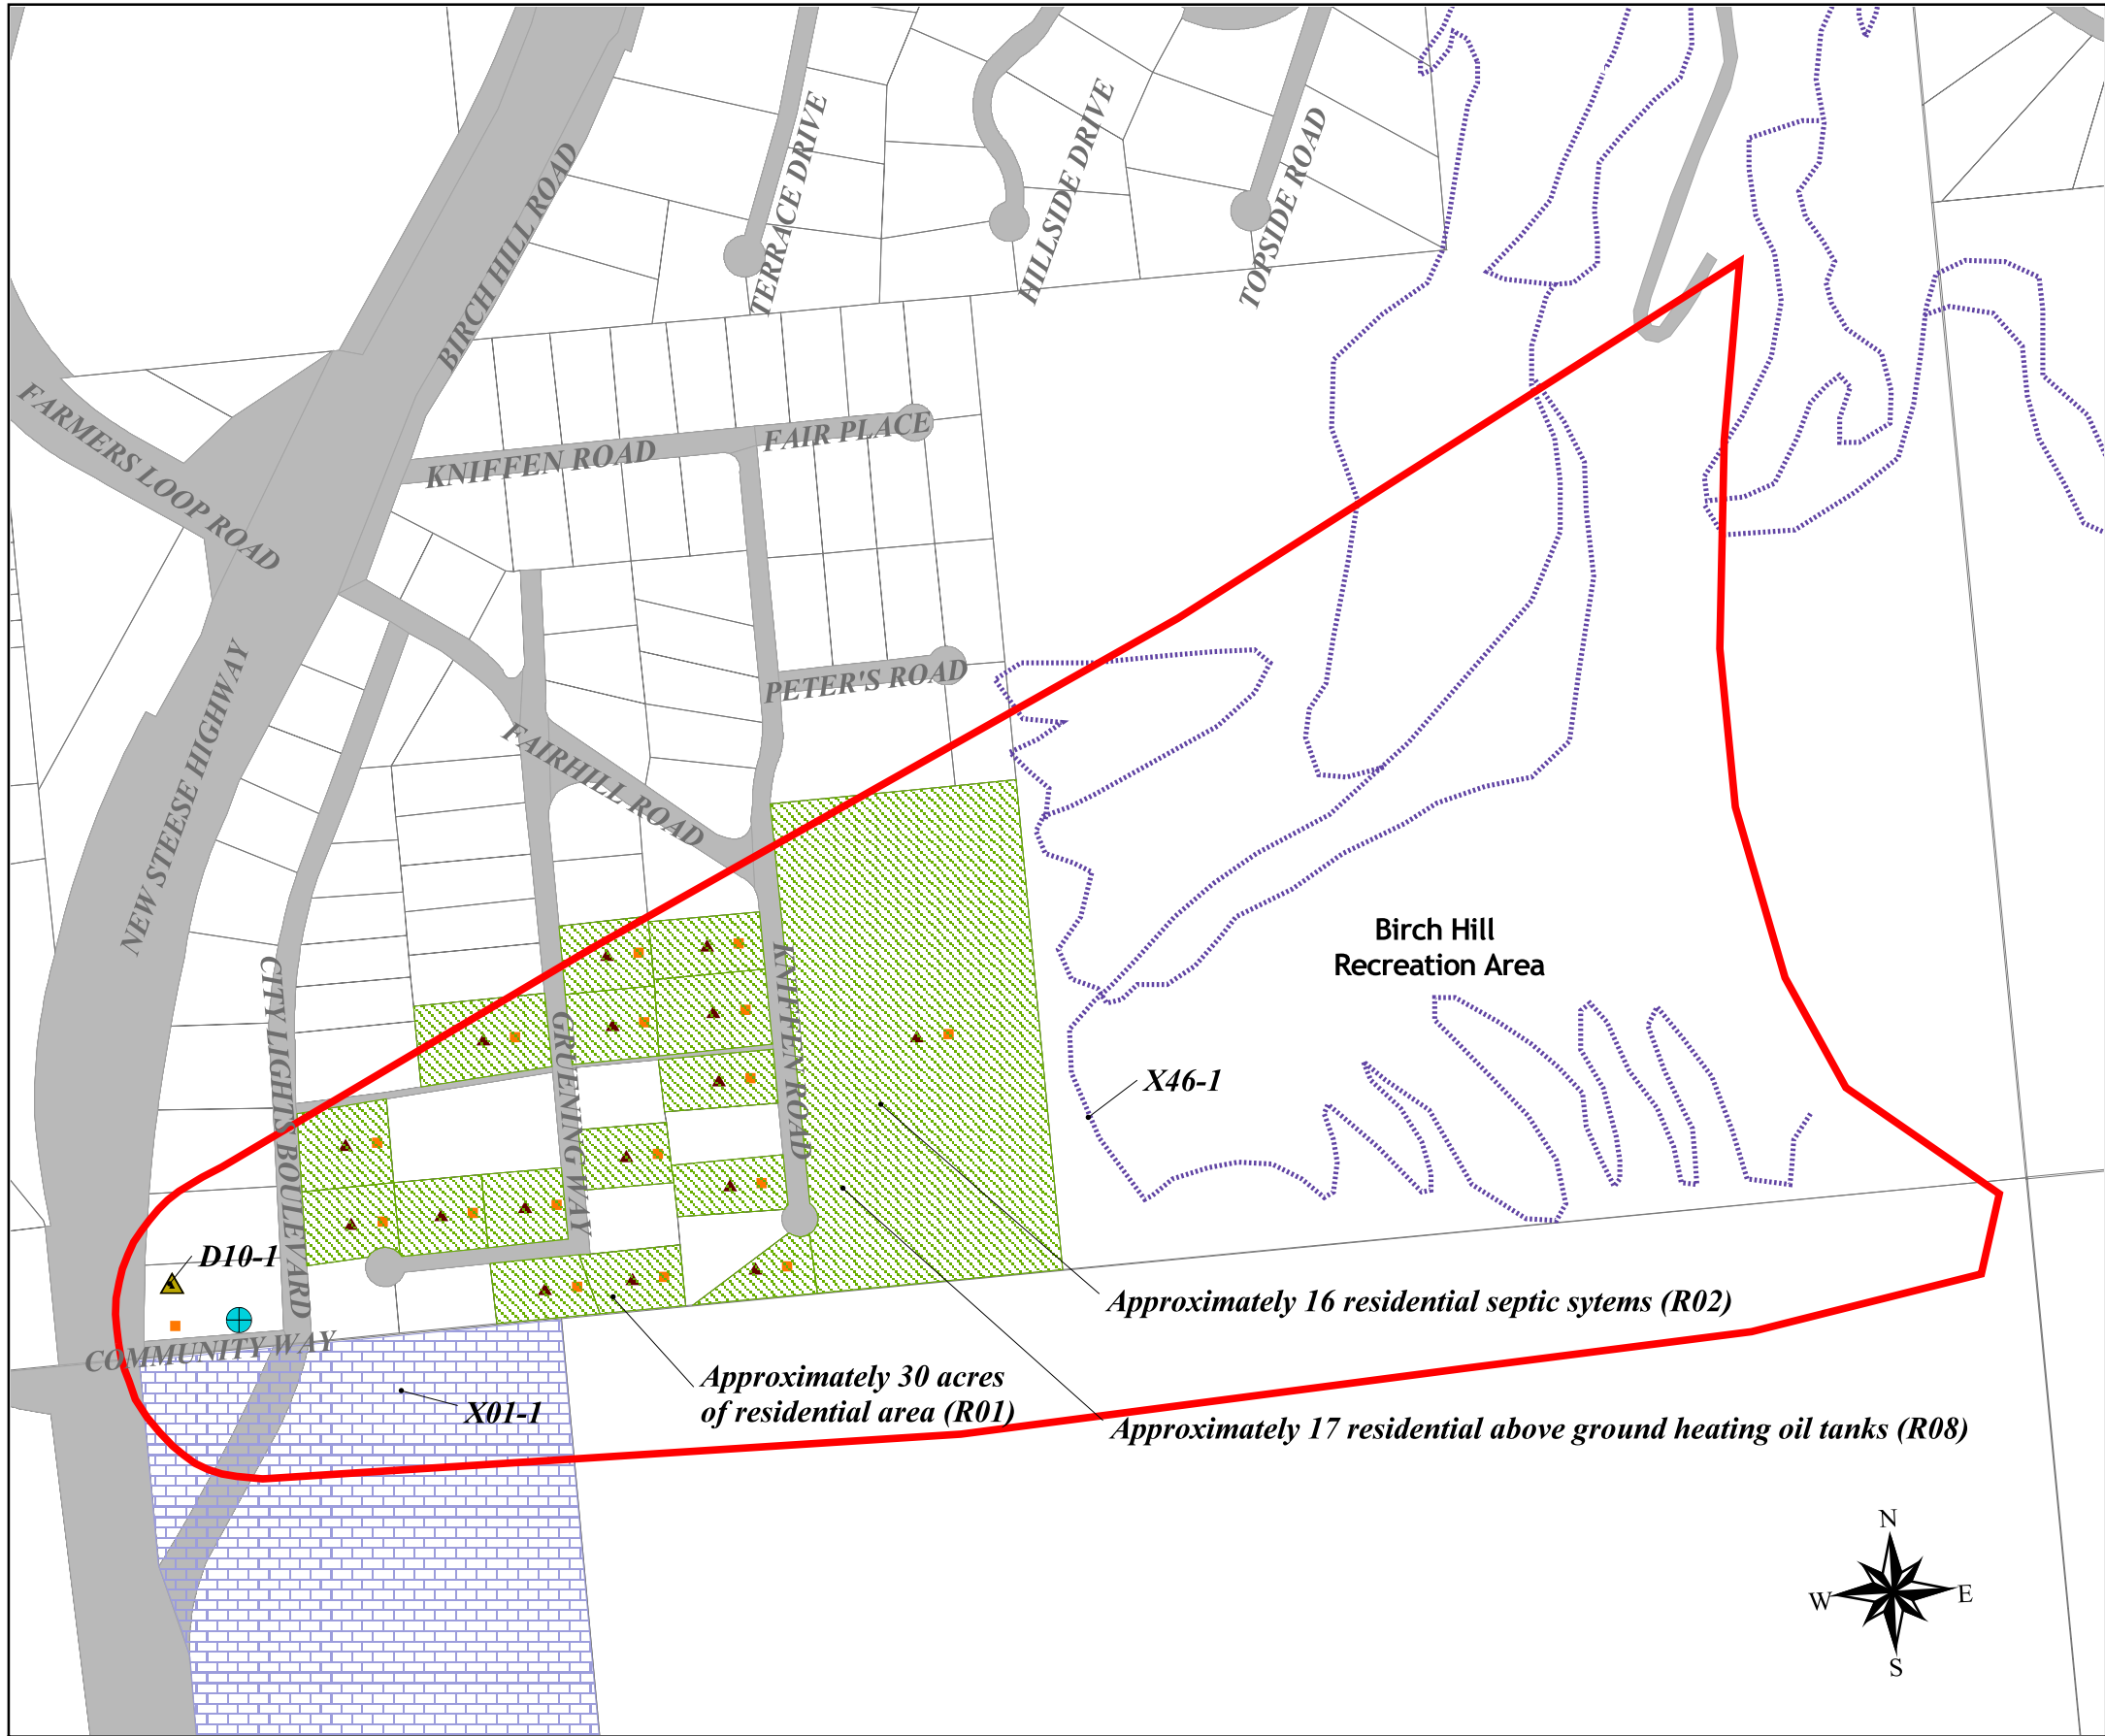 TERRACE DRIVE
HILLSIDE DRIVE
TOPSIDE ROAD
BIRCH HILL ROAD
FARMERS LOOP ROAD
KNIFFEN ROAD
FAIR PLACE
PETER'S ROAD
NEW STEESE HIGHWAY
FAIRHILL ROAD
CITY LIGHTS BOULEVARD
GRUENING WAY
KNIFFEN ROAD
Birch Hill
Recreation Area
X46-1
D10-1
COMMUNITY WAY
X01-1
Approximately 16 residential septic sytems (R02)
Approximately 30 acres
of residential area (R01)
Approximately 17 residential above ground heating oil tanks (R08)
N
W
E
S